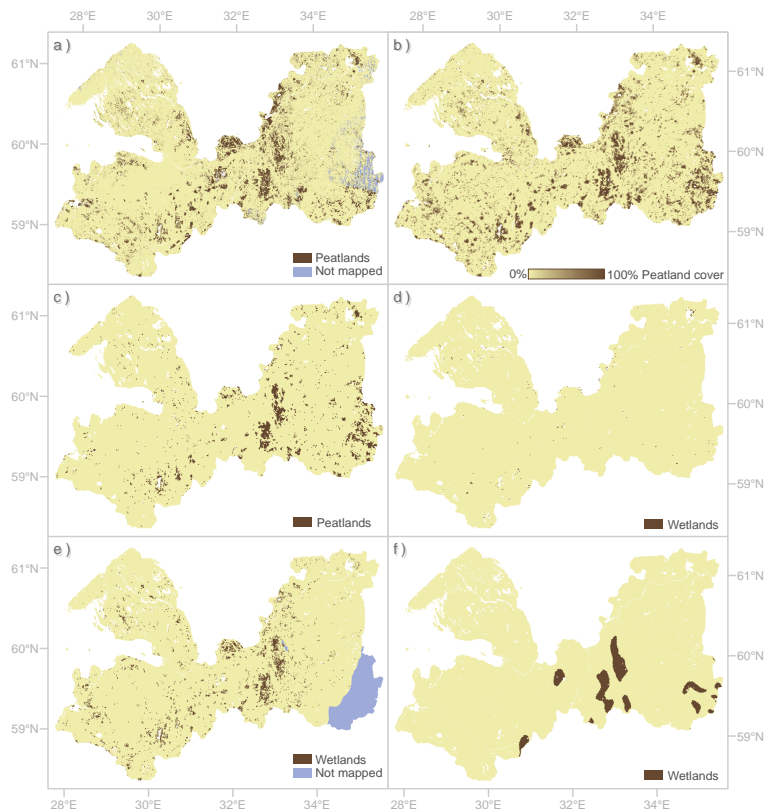 28°E 30°E 32°E 34°E 28°E 30°E 32°E 34°E
a) b)
61°N 61°N
60°N 60°N
59°N 59°N
Peatlands
Not mapped
0% 100% Peatland cover
c) d)
61°N 61°N
60°N 60°N
59°N 59°N
Peatlands Wetlands
e) f)
61°N 61°N
60°N 60°N
59°N 59°N
Wetlands
Not mapped Wetlands
28°E 30°E 32°E 34°E 28°E 30°E 32°E 34°E